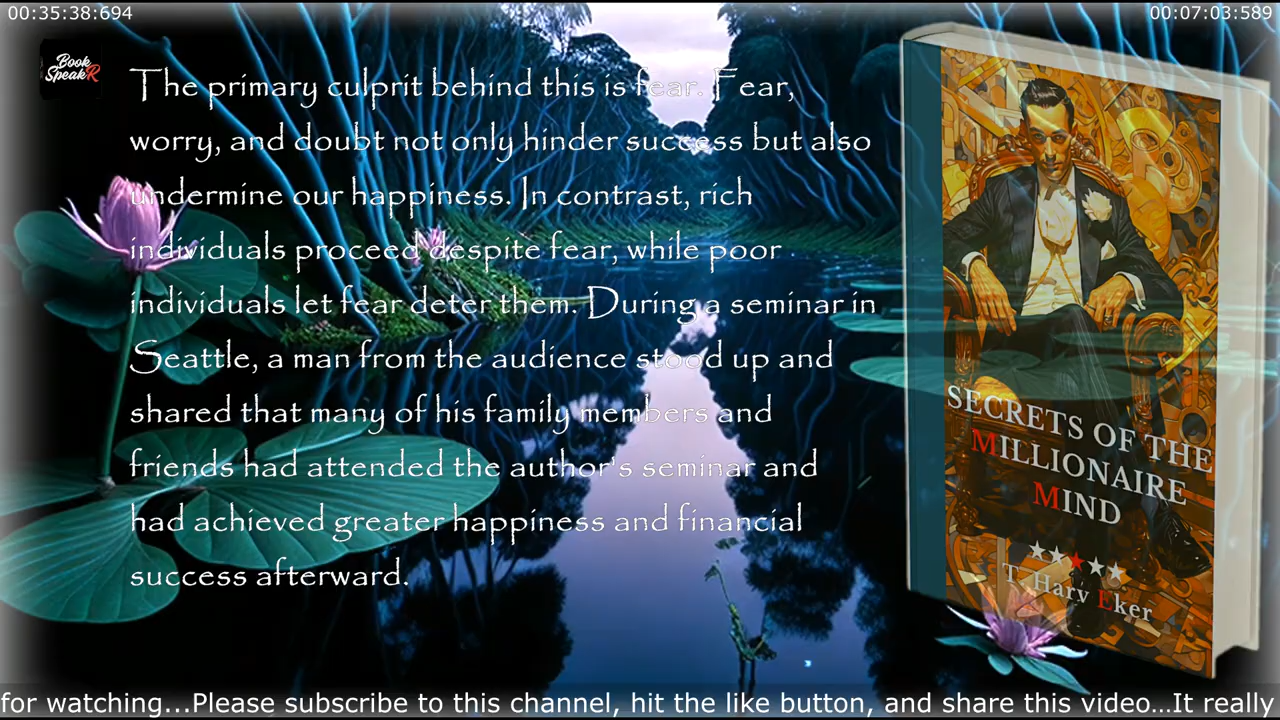 00:35:38:694
00:07:03:589
Book
SpeakR
The primary culprit behind this is fear. Fear,
worry, and doubt not only hinder success but also
undermine our happiness. In contrast, rich
individuals proceed despite fear, while poor
individuals let fear deter them. During a seminar in
Seattle, a man from the audience stood up and
shared that many of his family members and
friends had attended the author's seminar and
had achieved greater happiness and financial
success afterward.
SECRETS OF THE
MILLIONAIRE
MIND
T. Harv Eker
for watching...Please subscribe to this channel, hit the like button, and share this video...It really